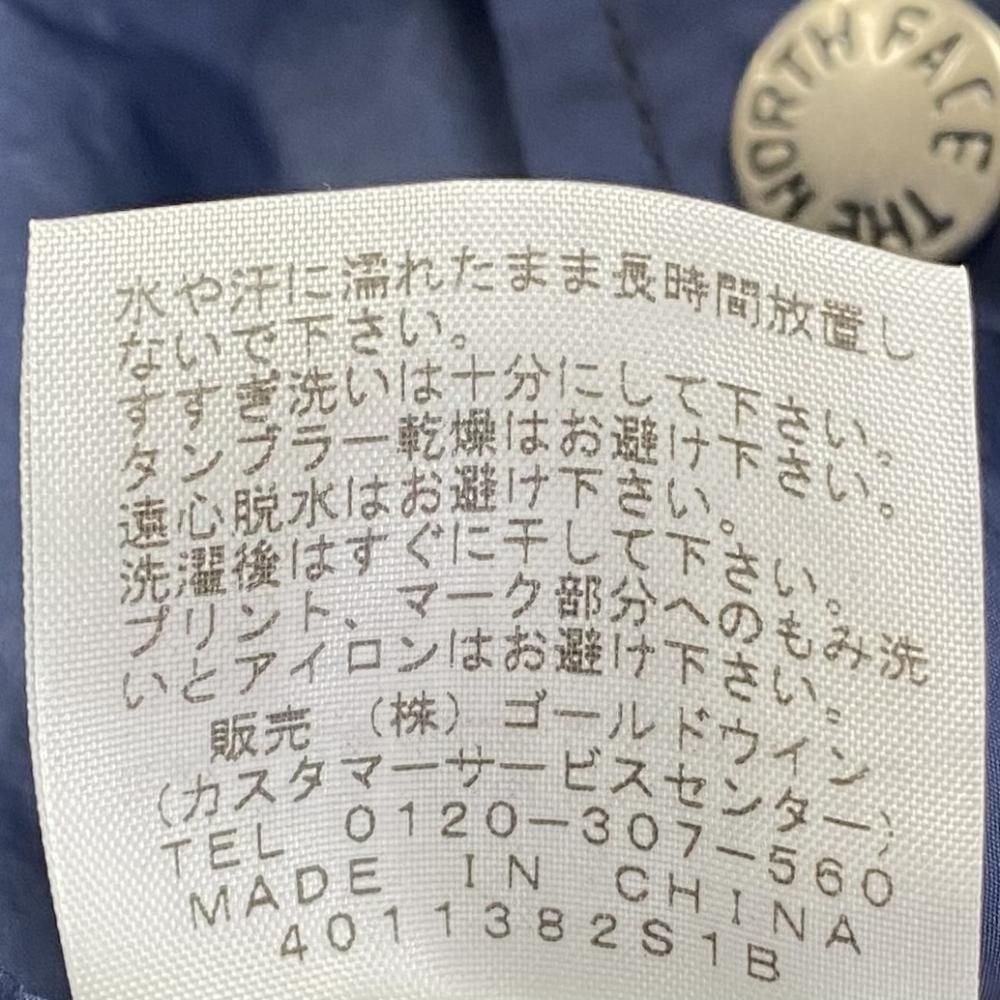 THE NORTH FACE
水や汗に濡れたまま長時間放置し
ないで下さい。
すすぎ洗いは十分にして下さい。
タンブラー乾燥はお避け下さい。
遠心脱水はお避け下さい。
洗濯後はすぐに干して下さい。
プリント、マーク部分へのもみ洗
いとアイロンはお避け下さい。
販売 (株) ゴールドウイン
(カスタマーサービスセンター)
TEL 0120-307-560
MADE IN CHINA
4011382S1B